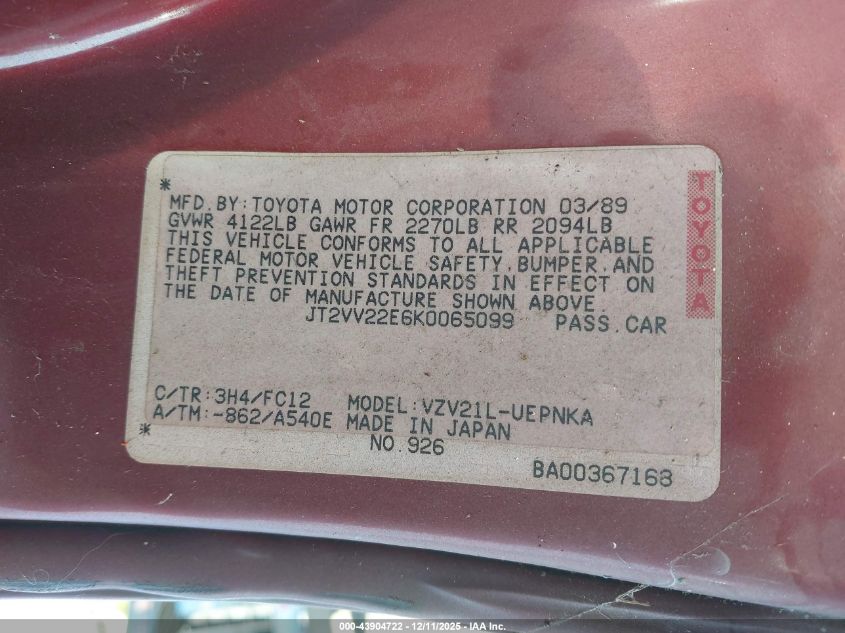 *
MFD.BY:TOYOTA MOTOR CORPORATION 03/89
GVWR 4122LB GAWR FR 2270LB RR 2094LB
THIS VEHICLE CONFORMS TO ALL APPLICABLE
FEDERAL MOTOR VEHICLE SAFETY,BUMPER,AND
THEFT PREVENTION STANDARDS IN EFFECT ON
THE DATE OF MANUFACTURE SHOWN ABOVE.
JT2VV22E6K0065099 PASS.CAR
TOYOTA
C/TR:3H4/FC12 MODEL:VZV21L-UEPNKA
A/TM:-862/A540E MADE IN JAPAN
*
NO.926
BA00367168
000-43904722 - 12/11/2025 - IAA Inc.